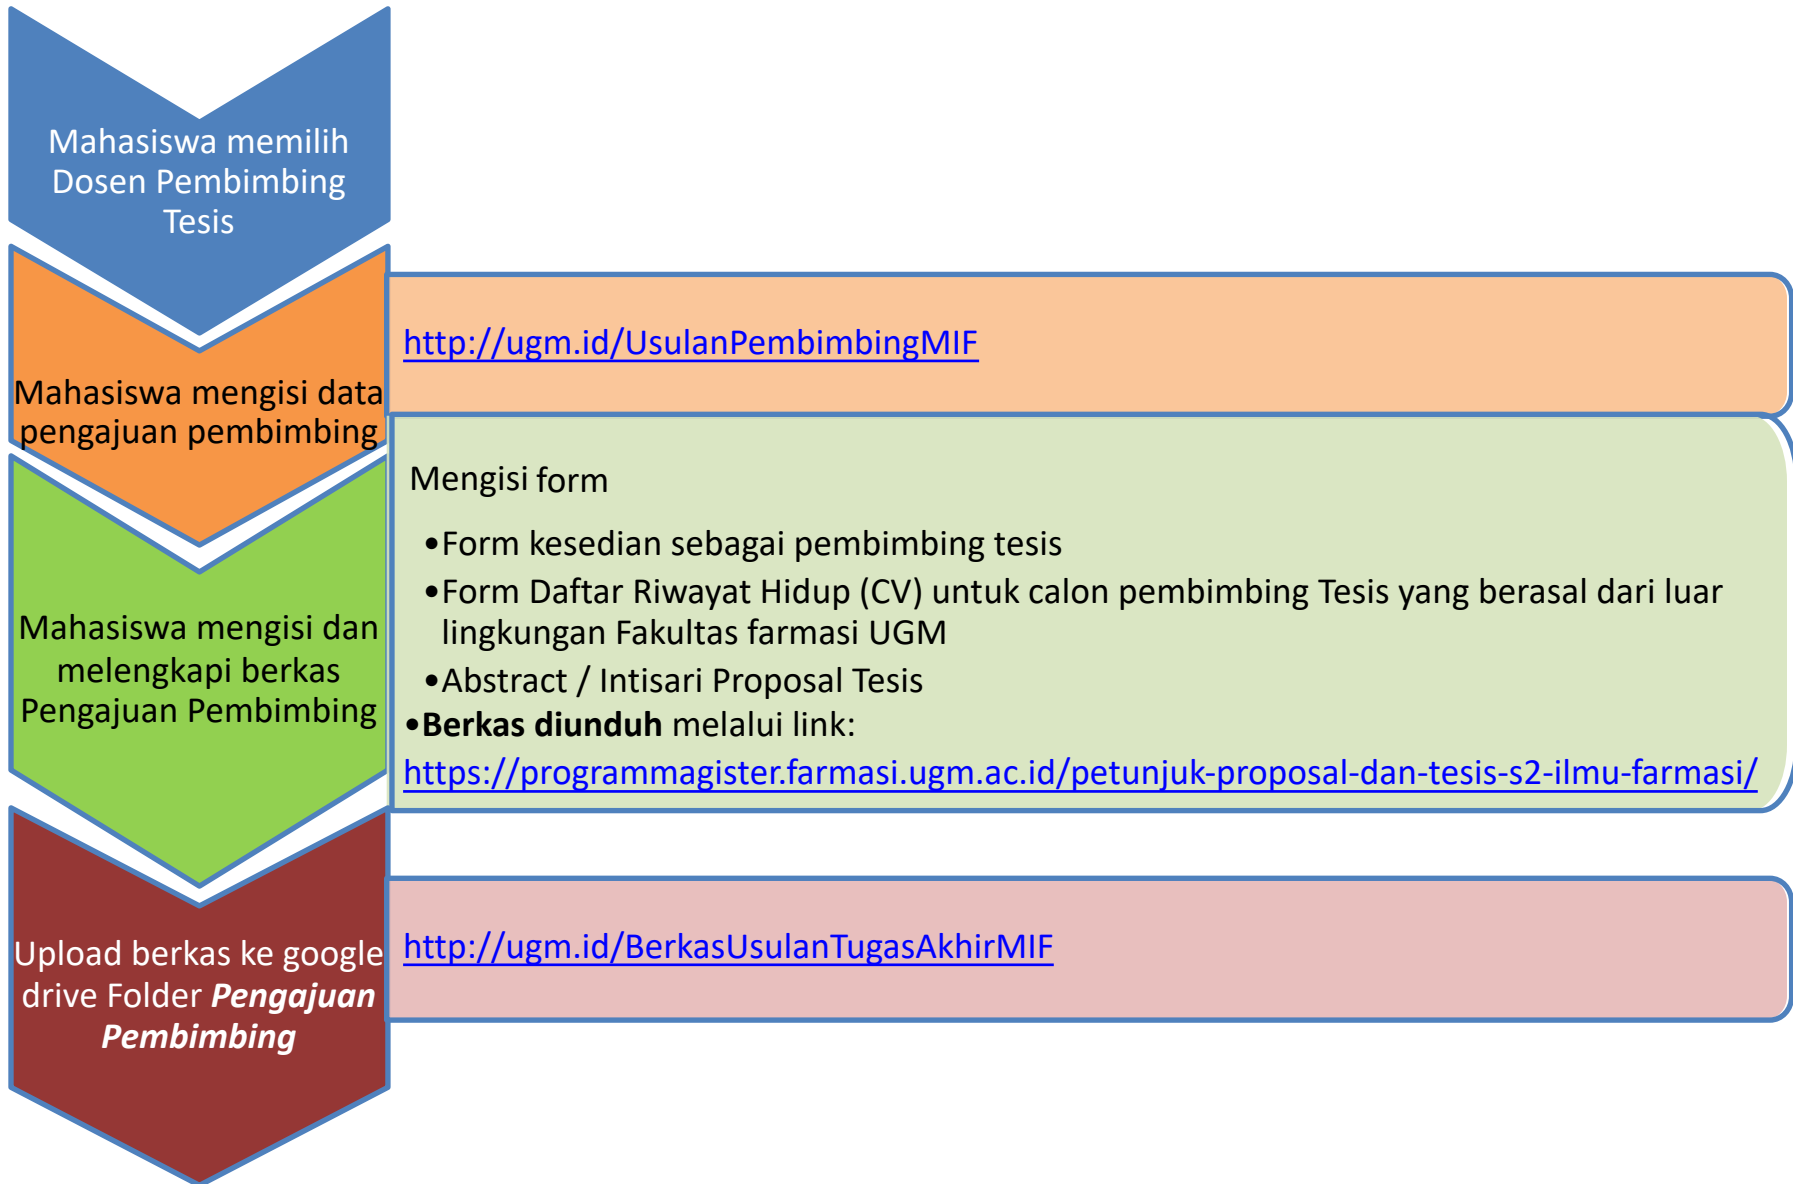 Mahasiswa memilih
Dosen Pembimbing
Tesis
Mahasiswa mengisi data
pengajuan pembimbing
http://ugm.id/UsulanPembimbingMIF
Mahasiswa mengisi dan
melengkapi berkas
Pengajuan Pembimbing
Mengisi form
•Form kesedian sebagai pembimbing tesis
•Form Daftar Riwayat Hidup (CV) untuk calon pembimbing Tesis yang berasal dari luar
lingkungan Fakultas farmasi UGM
•Abstract / Intisari Proposal Tesis
•Berkas diunduh melalui link:
https://programmagister.farmasi.ugm.ac.id/petunjuk-proposal-dan-tesis-s2-ilmu-farmasi/
Upload berkas ke google
drive Folder Pengajuan
Pembimbing
http://ugm.id/BerkasUsulanTugasAkhirMIF